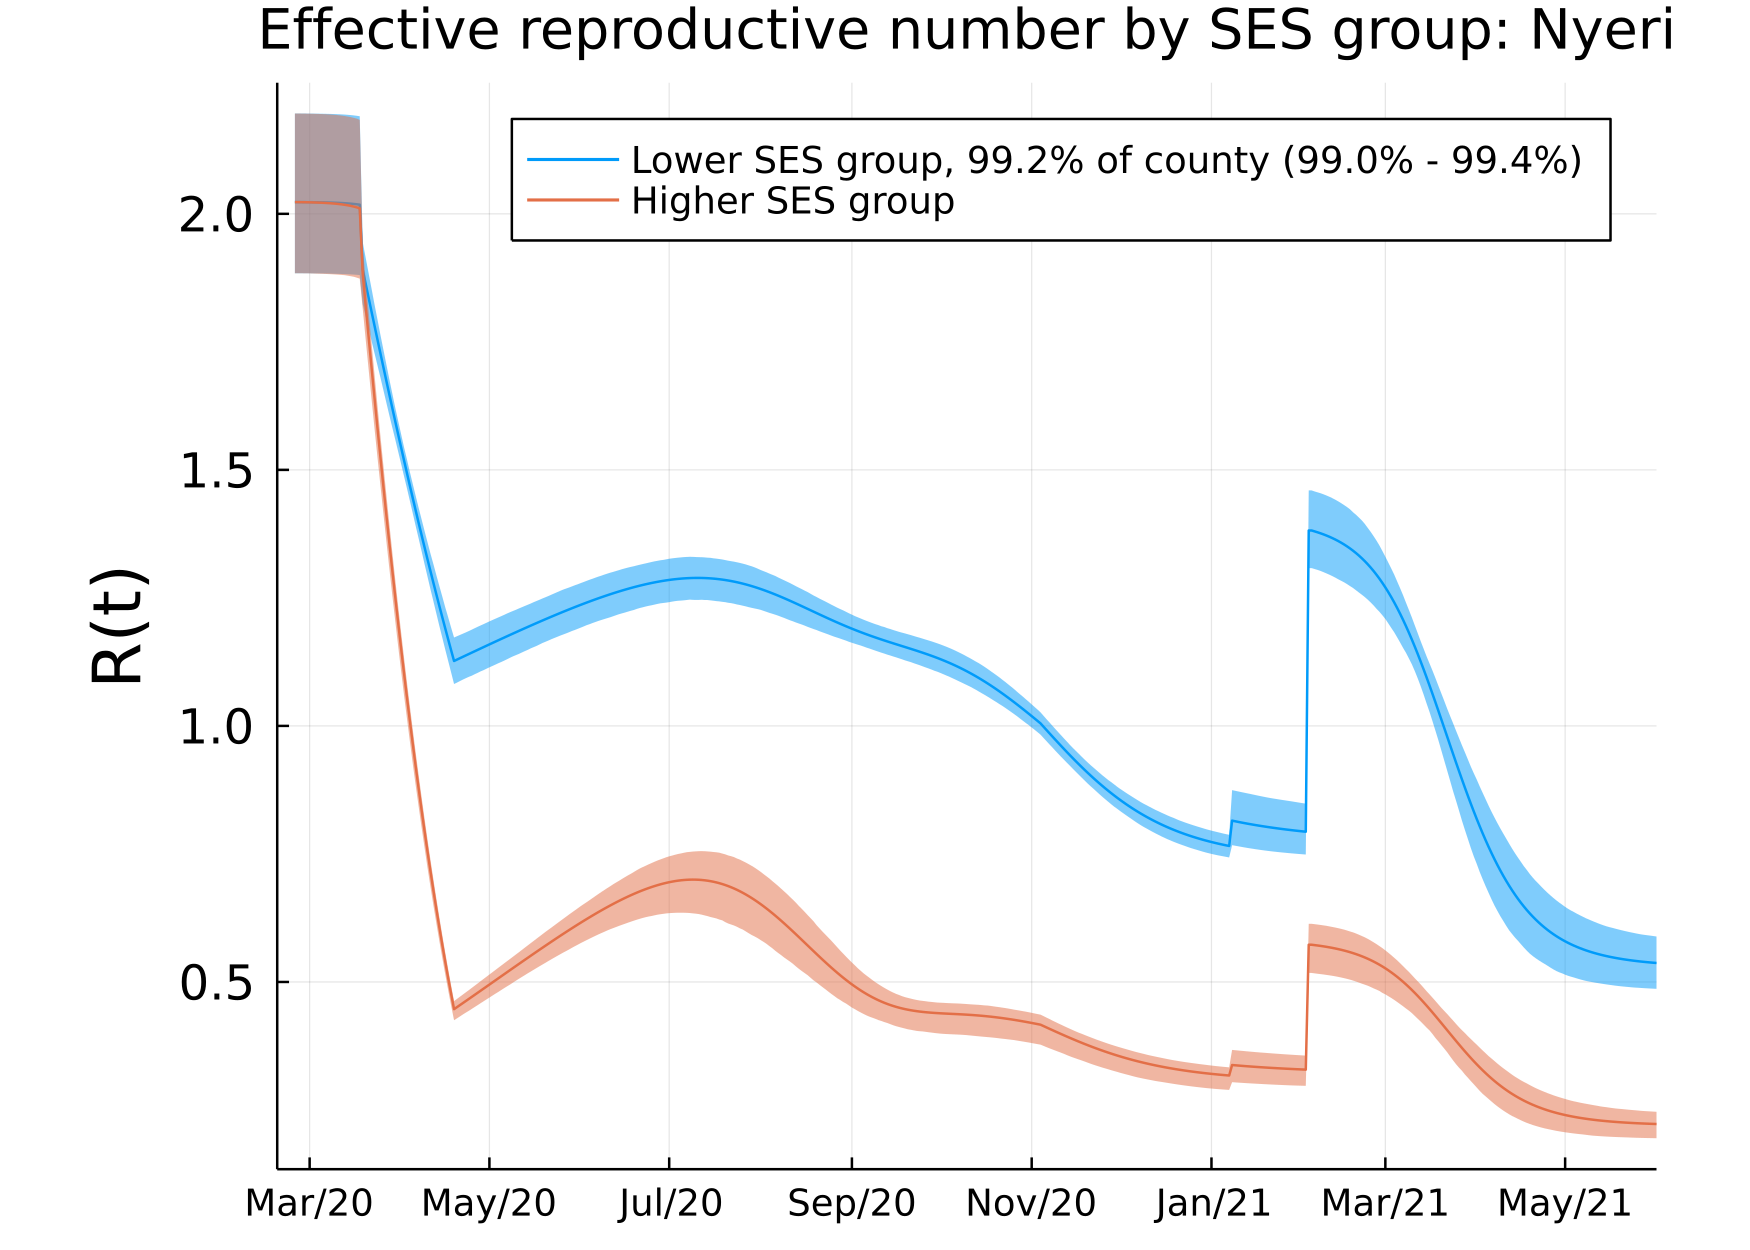 Effective reproductive number by SES group: Nyeri
Lower SES group, 99.2% of county (99.0% - 99.4%)
Higher SES group
R(t)
2.0
1.5
1.0
0.5
Mar/20 May/20 Jul/20 Sep/20 Nov/20 Jan/21 Mar/21 May/21